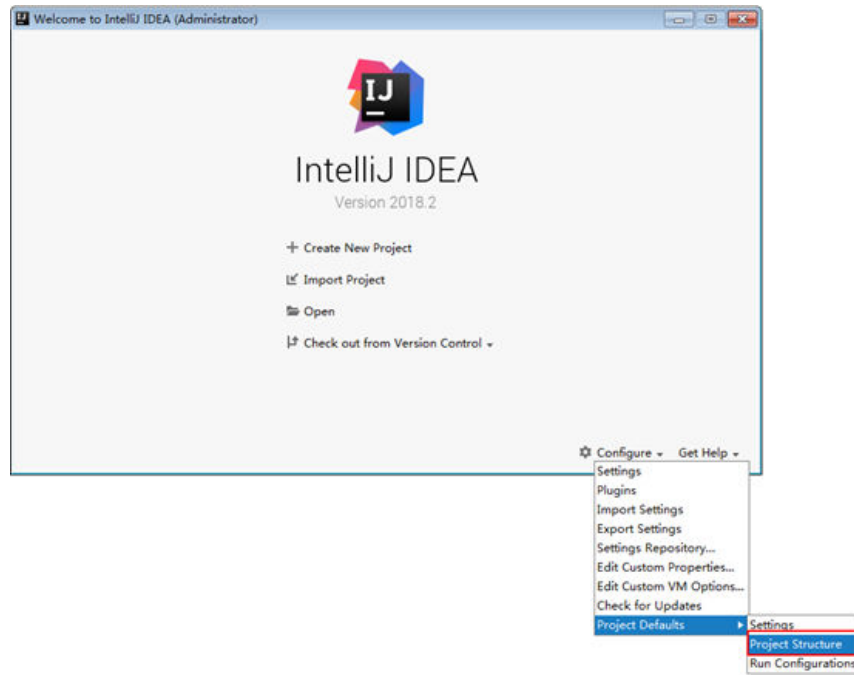 Welcome to IntelliJ IDEA (Administrator)
IJ
IntelliJ IDEA
Version 2018.2
Create New Project
Import Project
Open
Check out from Version Control
Configure Get Help
Settings
Plugins
Import Settings
Export Settings
Settings Repository...
Edit Custom Properties...
Edit Custom VM Options...
Check for Updates
Project Defaults Settings
Project Structure
Run Configurations